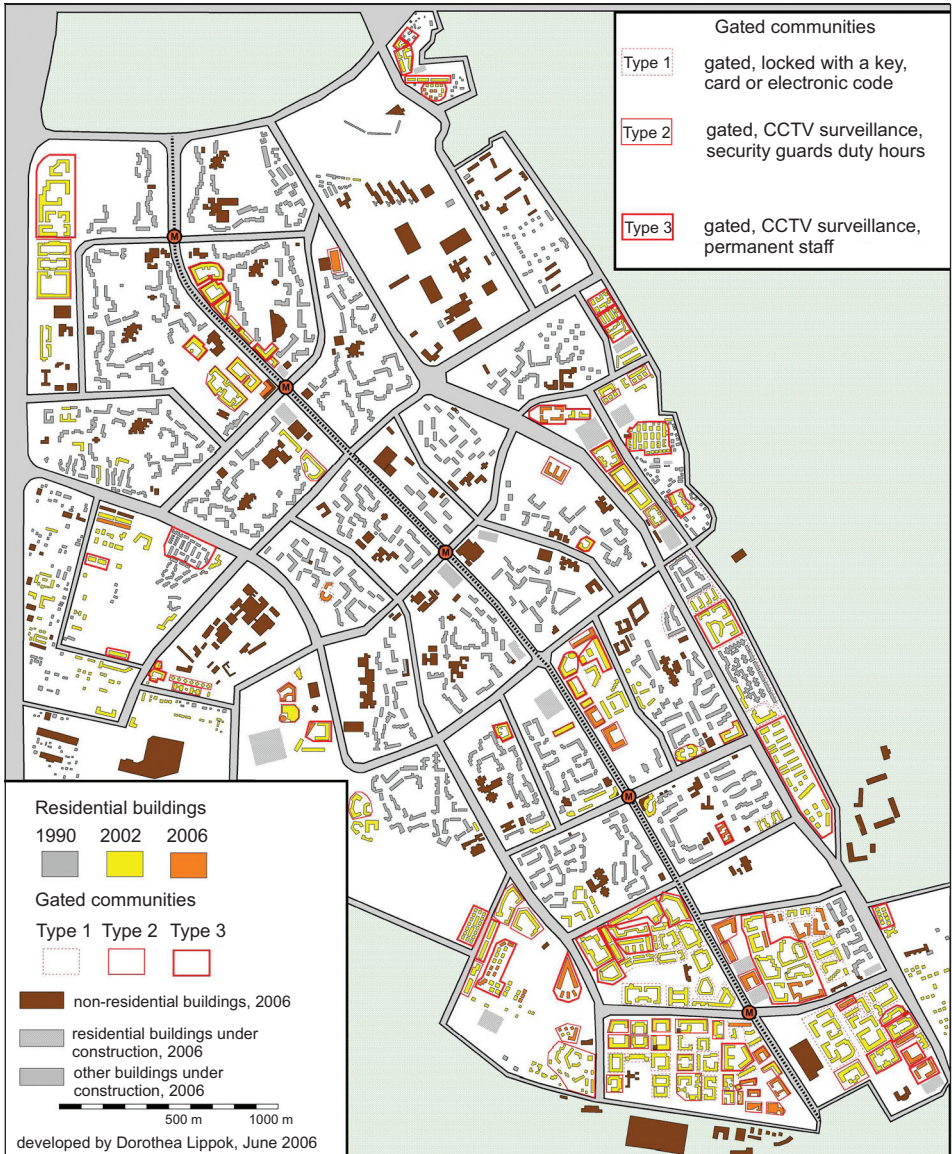 Gated communities
Type 1
gated, locked with a key,
card or electronic code
Type 2
gated, CCTV surveillance,
security guards duty hours
Type 3
gated, CCTV surveillance,
permanent staff
M
M
M
M
M
Residential buildings
1990 2002 2006
Gated communities
Type 1 Type 2 Type 3
non-residential buildings, 2006
residential buildings under
construction, 2006
other buildings under
construction, 2006
500 m 1000 m
developed by Dorothea Lippok, June 2006